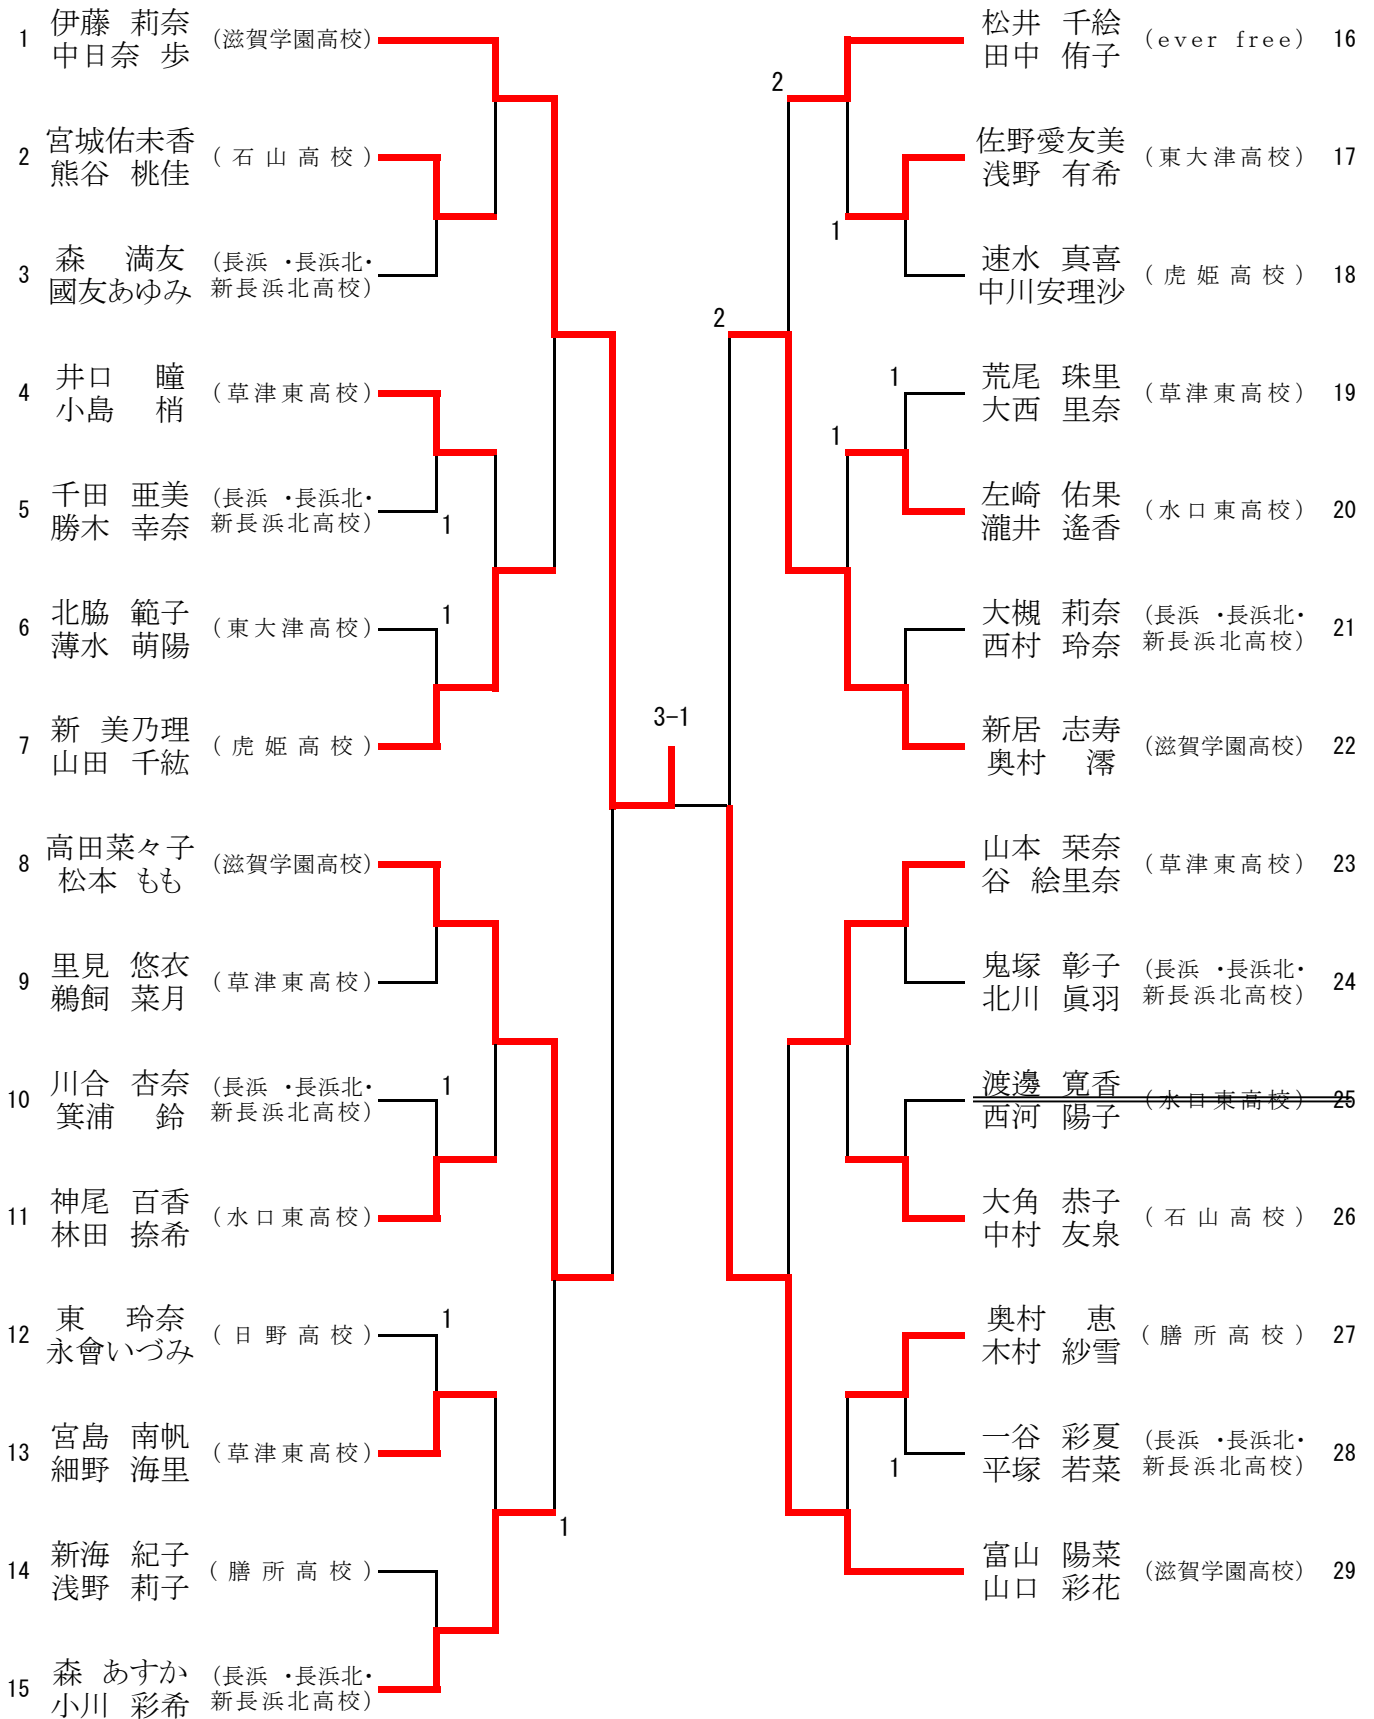 1 伊藤 莉奈 (滋賀学園高校)
中日奈 歩
2 宮城佑未香 (石山高校)
熊谷 桃佳
3 森 満友 (長浜・長浜北・
國友あゆみ 新長浜北高校)
4 井口 瞳 (草津東高校)
小島 梢
5 千田 亜美 (長浜・長浜北・
勝木 幸奈 新長浜北高校)
1
6 北脇 範子 (東大津高校) 1
薄水 萌陽
7 新 美乃理 (虎姫高校)
山田 千紘
8 高田菜々子 (滋賀学園高校)
松本 もも
9 里見 悠衣 (草津東高校)
鵜飼 菜月
10 川合 杏奈 (長浜・長浜北・ 1
箕浦 鈴 新長浜北高校)
11 神尾 百香 (水口東高校)
林田 捺希
12 東 玲奈 (日野高校) 1
永會いづみ
13 宮島 南帆 (草津東高校)
細野 海里
1
14 新海 紀子 (膳所高校)
浅野 莉子
15 森 あすか (長浜・長浜北・
小川 彩希 新長浜北高校)
3-1
松井 千絵 (ever free) 16
田中 侑子
2
佐野愛友美 (東大津高校) 17
浅野 有希
1
速水 真喜 (虎姫高校) 18
中川安理沙
2
1
荒尾 珠里 (草津東高校) 19
大西 里奈
1
左崎 佑果 (水口東高校) 20
瀧井 遙香
大槻 莉奈 (長浜・長浜北・ 21
西村 玲奈 新長浜北高校)
新居 志寿 (滋賀学園高校) 22
奥村 澪
山本 栞奈 (草津東高校) 23
谷 絵里奈
鬼塚 彰子 (長浜・長浜北・ 24
北川 眞羽 新長浜北高校)
渡邊 寛香 (水口東高校) 25
西河 陽子
大角 恭子 (石山高校) 26
中村 友泉
奥村 恵 (膳所高校) 27
木村 紗雪
一谷 彩夏 (長浜・長浜北・ 28
平塚 若菜 新長浜北高校)
1
富山 陽菜 (滋賀学園高校) 29
山口 彩花